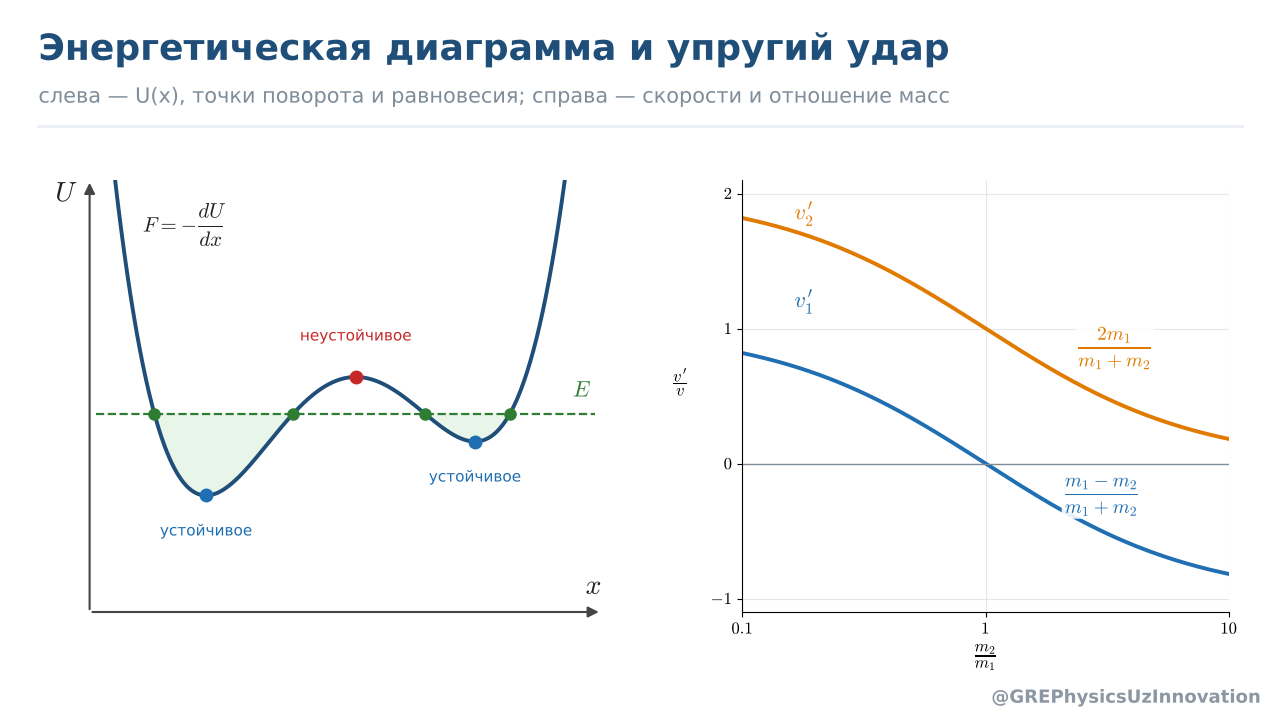 Энергетическая диаграмма и упругий удар
слева — U(x), точки поворота и равновесия; справа — скорости и отношение масс
U
F = −dU/dx
неустойчивое
E
устойчивое
устойчивое
x
2
1
0
−1
v′/v
v′₂
v′₁
2m₁/(m₁ + m₂)
(m₁ − m₂)/(m₁ + m₂)
0.1
1
10
m₂/m₁
@GREPhysicsUzInnovation